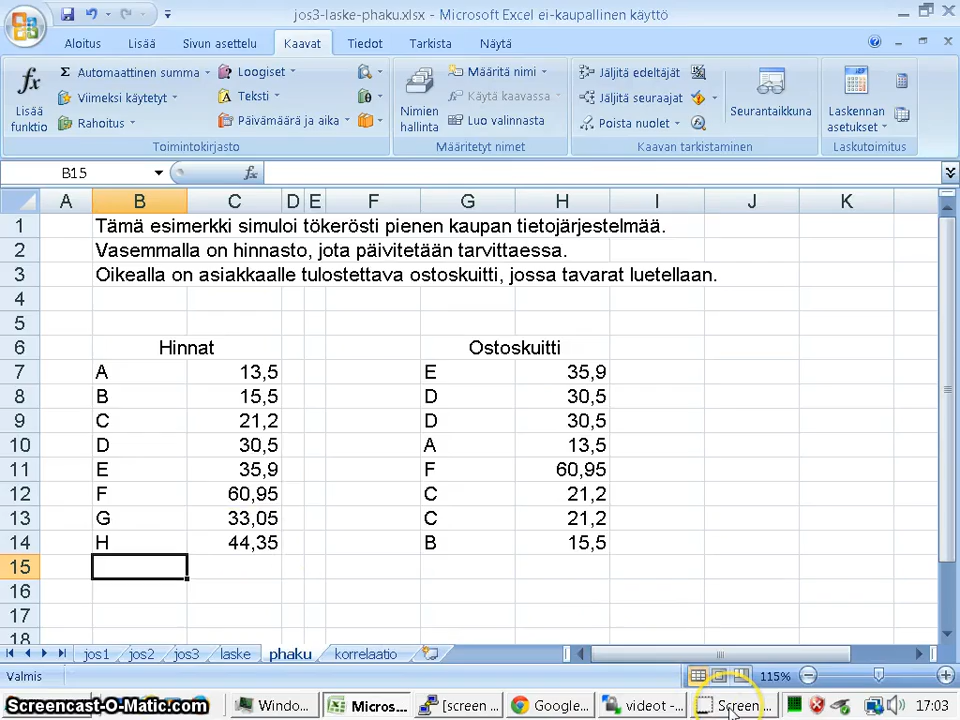 jos3-laske-phaku.xlsx - Microsoft Excel ei-kaupallinen käyttö
Aloitus Lisää Sivun asettelu Kaavat Tiedot Tarkista Näytä
Lisää funktio
Σ Automaattinen summa
Viimeksi käytetyt
Rahoitus
Loogiset
Teksti
Päivämäärä ja aika
Toimintokirjasto
Nimien hallinta
Määritä nimi
Käytä kaavassa
Luo valinnasta
Määritetyt nimet
Jäljitä edeltäjät
Jäljitä seuraajat
Poista nuolet
Seurantaikkuna
Kaavan tarkistaminen
Laskennan asetukset
Laskutoimitus
B15 fx
A B C D E F G H I J K
1 Tämä esimerkki simuloi tökerösti pienen kaupan tietojärjestelmää.
2 Vasemmalla on hinnasto, jota päivitetään tarvittaessa.
3 Oikealla on asiakkaalle tulostettava ostoskuitti, jossa tavarat luetellaan.
4
5
6 Hinnat Ostoskuitti
7 A 13,5 E 35,9
8 B 15,5 D 30,5
9 C 21,2 D 30,5
10 D 30,5 A 13,5
11 E 35,9 F 60,95
12 F 60,95 C 21,2
13 G 33,05 C 21,2
14 H 44,35 B 15,5
15
16
17
18
jos1 jos2 jos3 laske phaku korrelaatio
Valmis 115%
Screencast-O-Matic.com Windo... Micros... [screen ... Google... videot -... Screen... 17:03